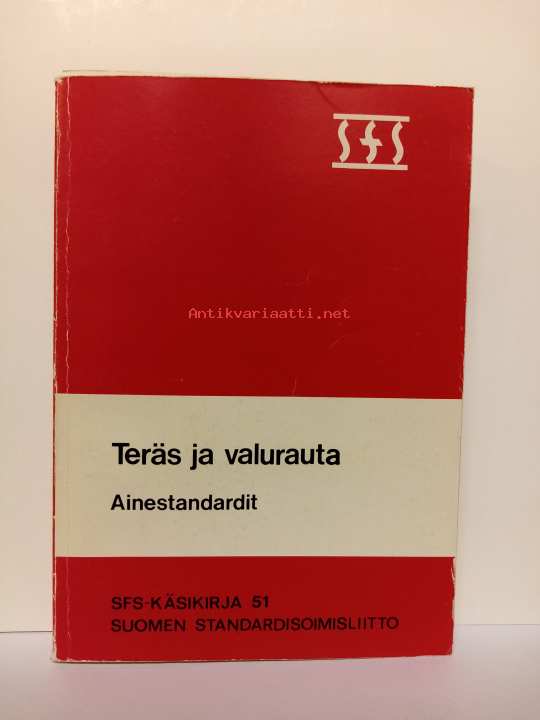 SFS
Antikvariaatti.net
Teräs ja valurauta
Ainestandardit
SFS-KÄSIKIRJA 51
SUOMEN STANDARDISOIMISLIITTO